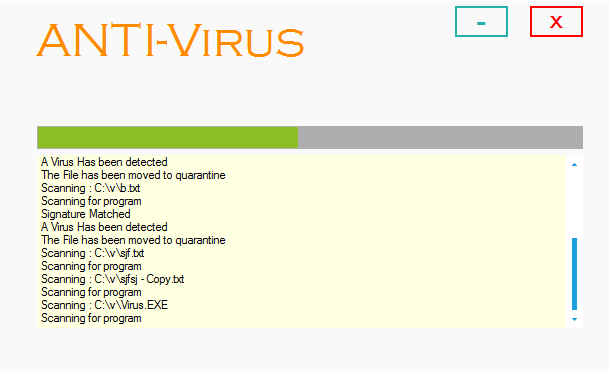 ANTI-VIRUS
-
X
A Virus Has been detected
The File has been moved to quarantine
Scanning : C:\v\b.txt
Scanning for program
Signature Matched
A Virus Has been detected
The File has been moved to quarantine
Scanning : C:\v\sjf.txt
Scanning for program
Scanning : C:\v\sjfsj - Copy.txt
Scanning for program
Scanning : C:\v\Virus.EXE
Scanning for program